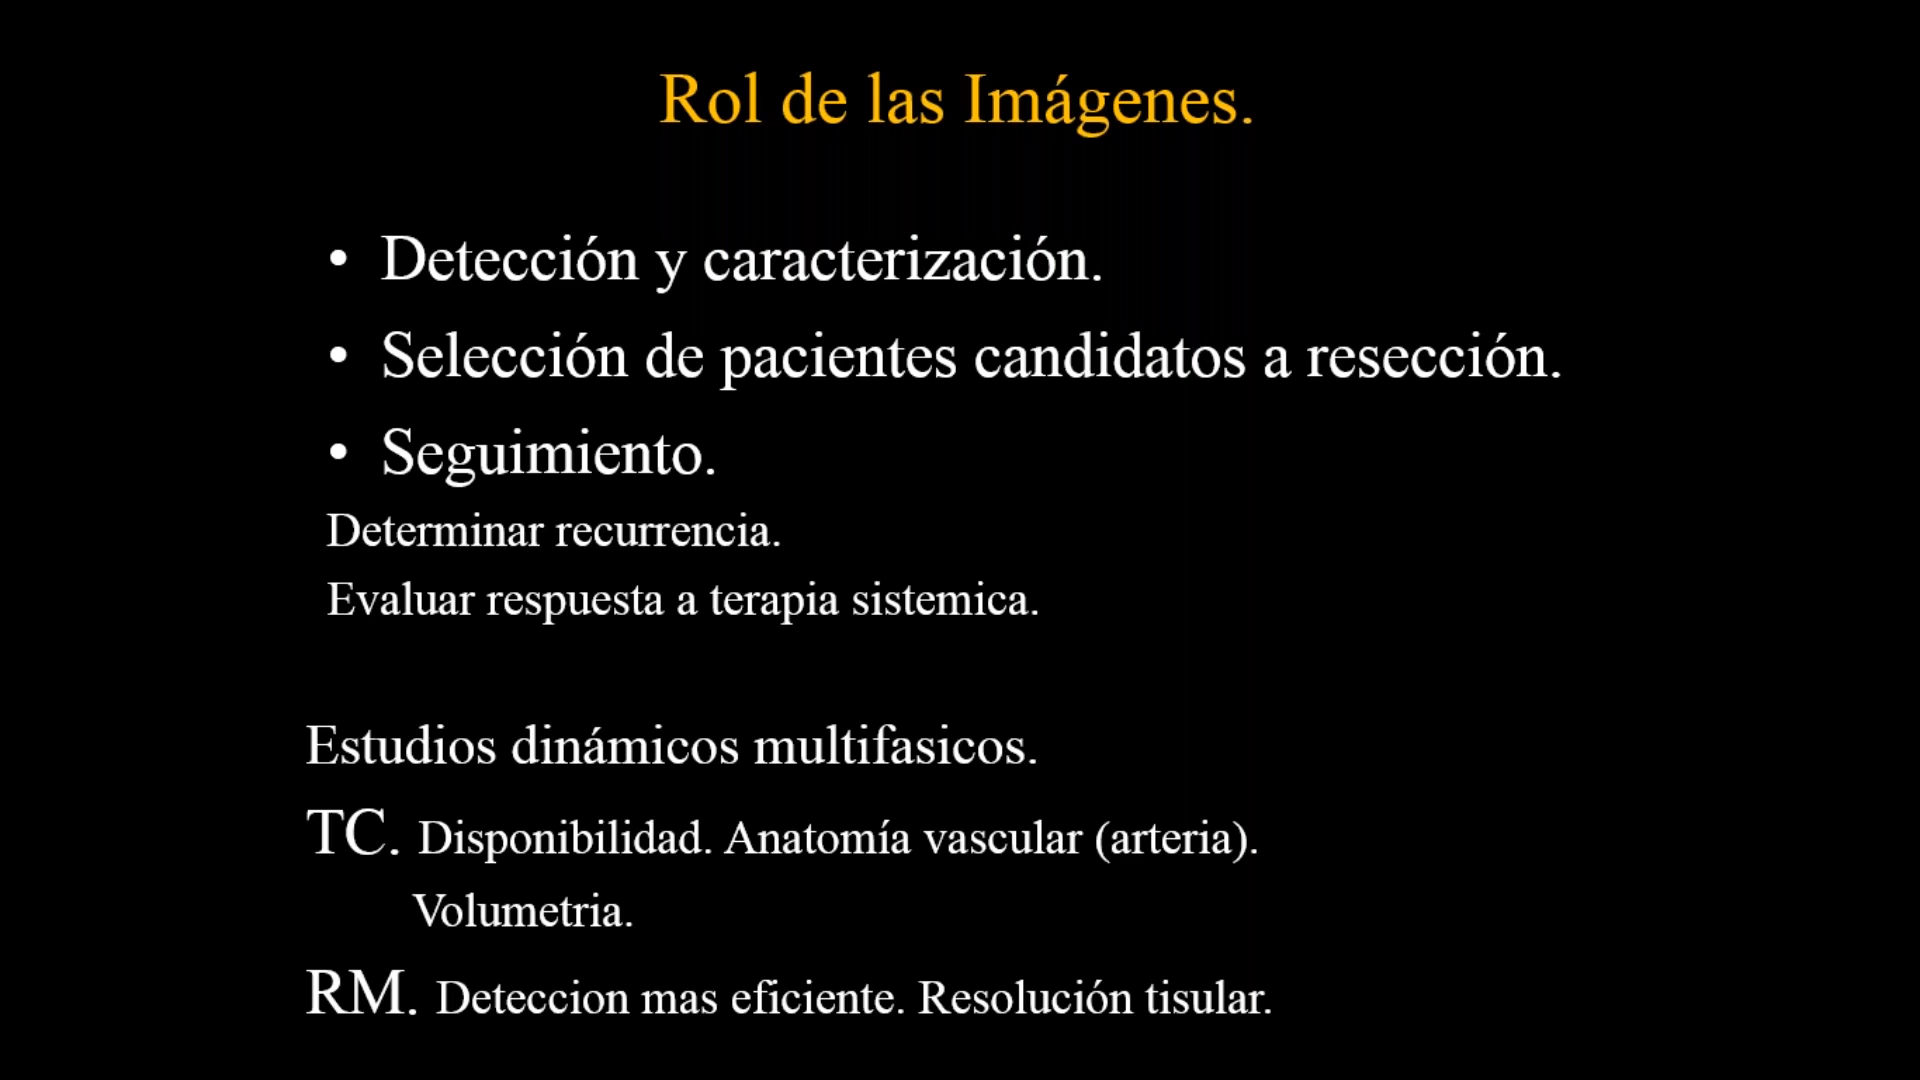 Rol de las Imágenes.
• Detección y caracterización.
• Selección de pacientes candidatos a resección.
• Seguimiento.
Determinar recurrencia.
Evaluar respuesta a terapia sistemica.
Estudios dinámicos multifasicos.
TC. Disponibilidad. Anatomía vascular (arteria).
Volumetria.
RM. Deteccion mas eficiente. Resolución tisular.